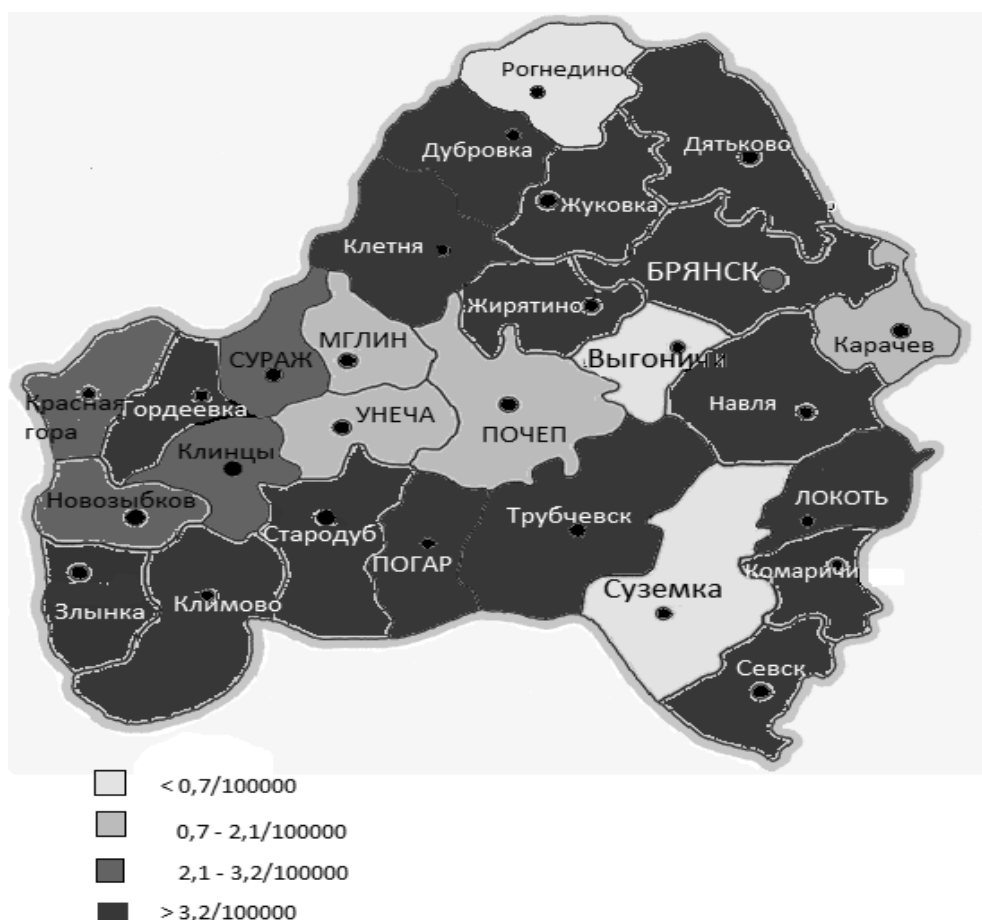 Рогнедино
Дубровка
Дятьково
Жуковка
Клетня
БРЯНСК
Жирятино
МГЛИН
СУРАЖ
Выгоничи
Карачев
Красная
гора
Гордеевка
УНЕЧА
ПОЧЕП
Навля
Клинцы
Новозыбков
Стародуб
Трубчевск
ЛОКОТЬ
ПОГАР
Комаричи
Злынка
Климово
Суземка
Севск
< 0,7/100000
0,7 - 2,1/100000
2,1 - 3,2/100000
> 3,2/100000